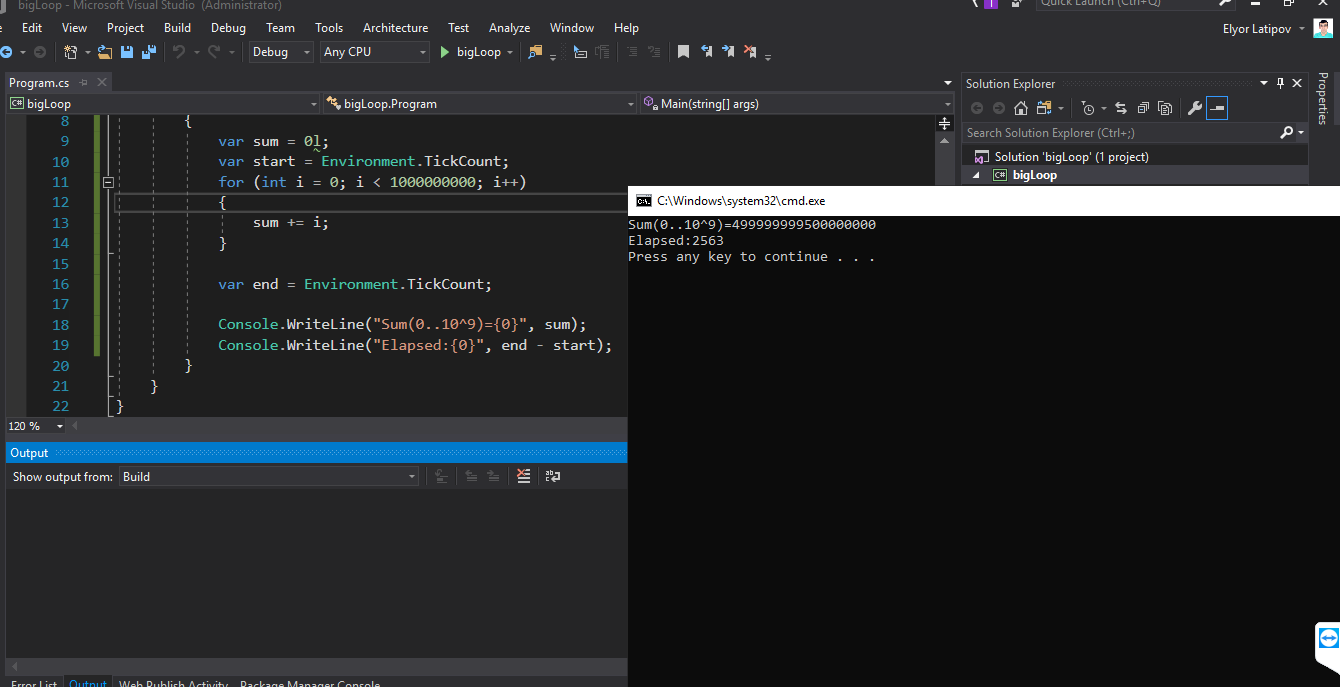 bigLoop - Microsoft Visual Studio (Administrator)
Quick Launch (Ctrl+Q)
Edit View Project Build Debug Team Tools Architecture Test Analyze Window Help
Elyor Latipov
Debug Any CPU bigLoop
Program.cs
bigLoop bigLoop.Program Main(string[] args)
8 {
9 var sum = 0l;
10 var start = Environment.TickCount;
11 for (int i = 0; i < 1000000000; i++)
12 {
13 sum += i;
14 }
15
16 var end = Environment.TickCount;
17
18 Console.WriteLine("Sum(0..10^9)={0}", sum);
19 Console.WriteLine("Elapsed:{0}", end - start);
20 }
21 }
22 }
120 %
Output
Show output from: Build
Error List Output Web Publish Activity Package Manager Console
Solution Explorer
Search Solution Explorer (Ctrl+;)
Solution 'bigLoop' (1 project)
C# bigLoop
Properties
C:\Windows\system32\cmd.exe
Sum(0..10^9)=499999999500000000
Elapsed:2563
Press any key to continue . . .